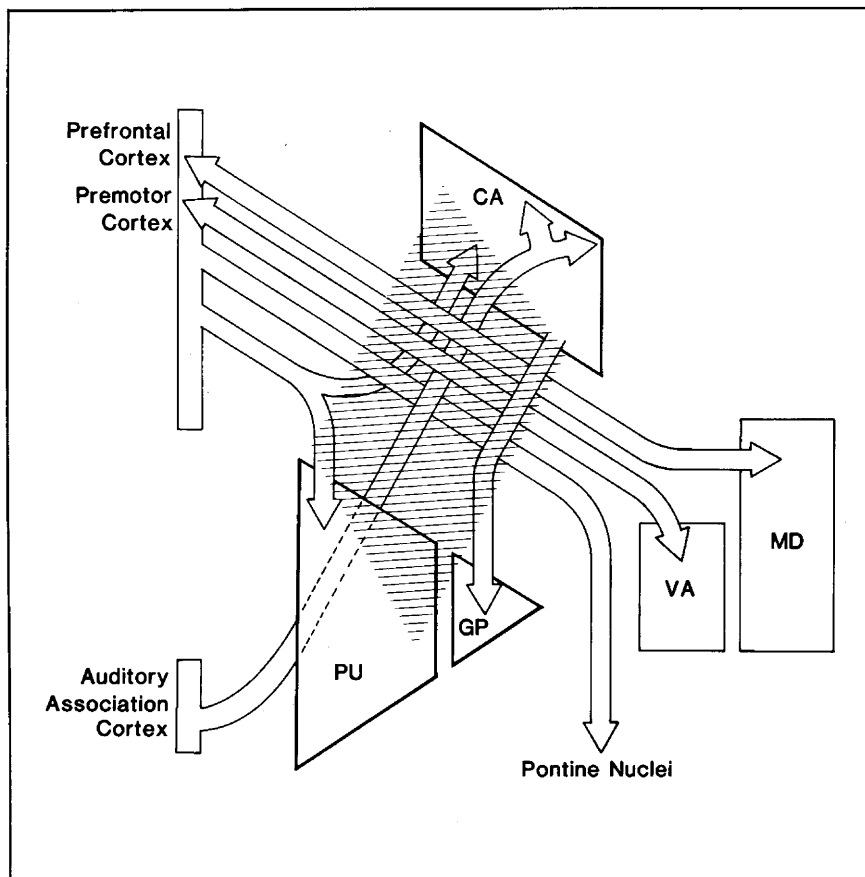 Prefrontal
Cortex
Premotor
Cortex
CA
MD
VA
GP
PU
Auditory
Association
Cortex
Pontine Nuclei